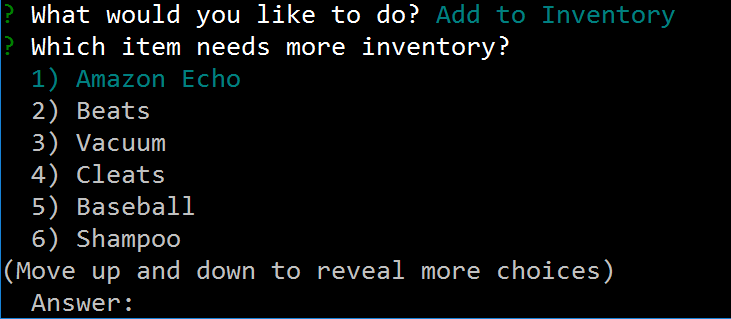 ? What would you like to do? Add to Inventory
? Which item needs more inventory?
1) Amazon Echo
2) Beats
3) Vacuum
4) Cleats
5) Baseball
6) Shampoo
(Move up and down to reveal more choices)
Answer: